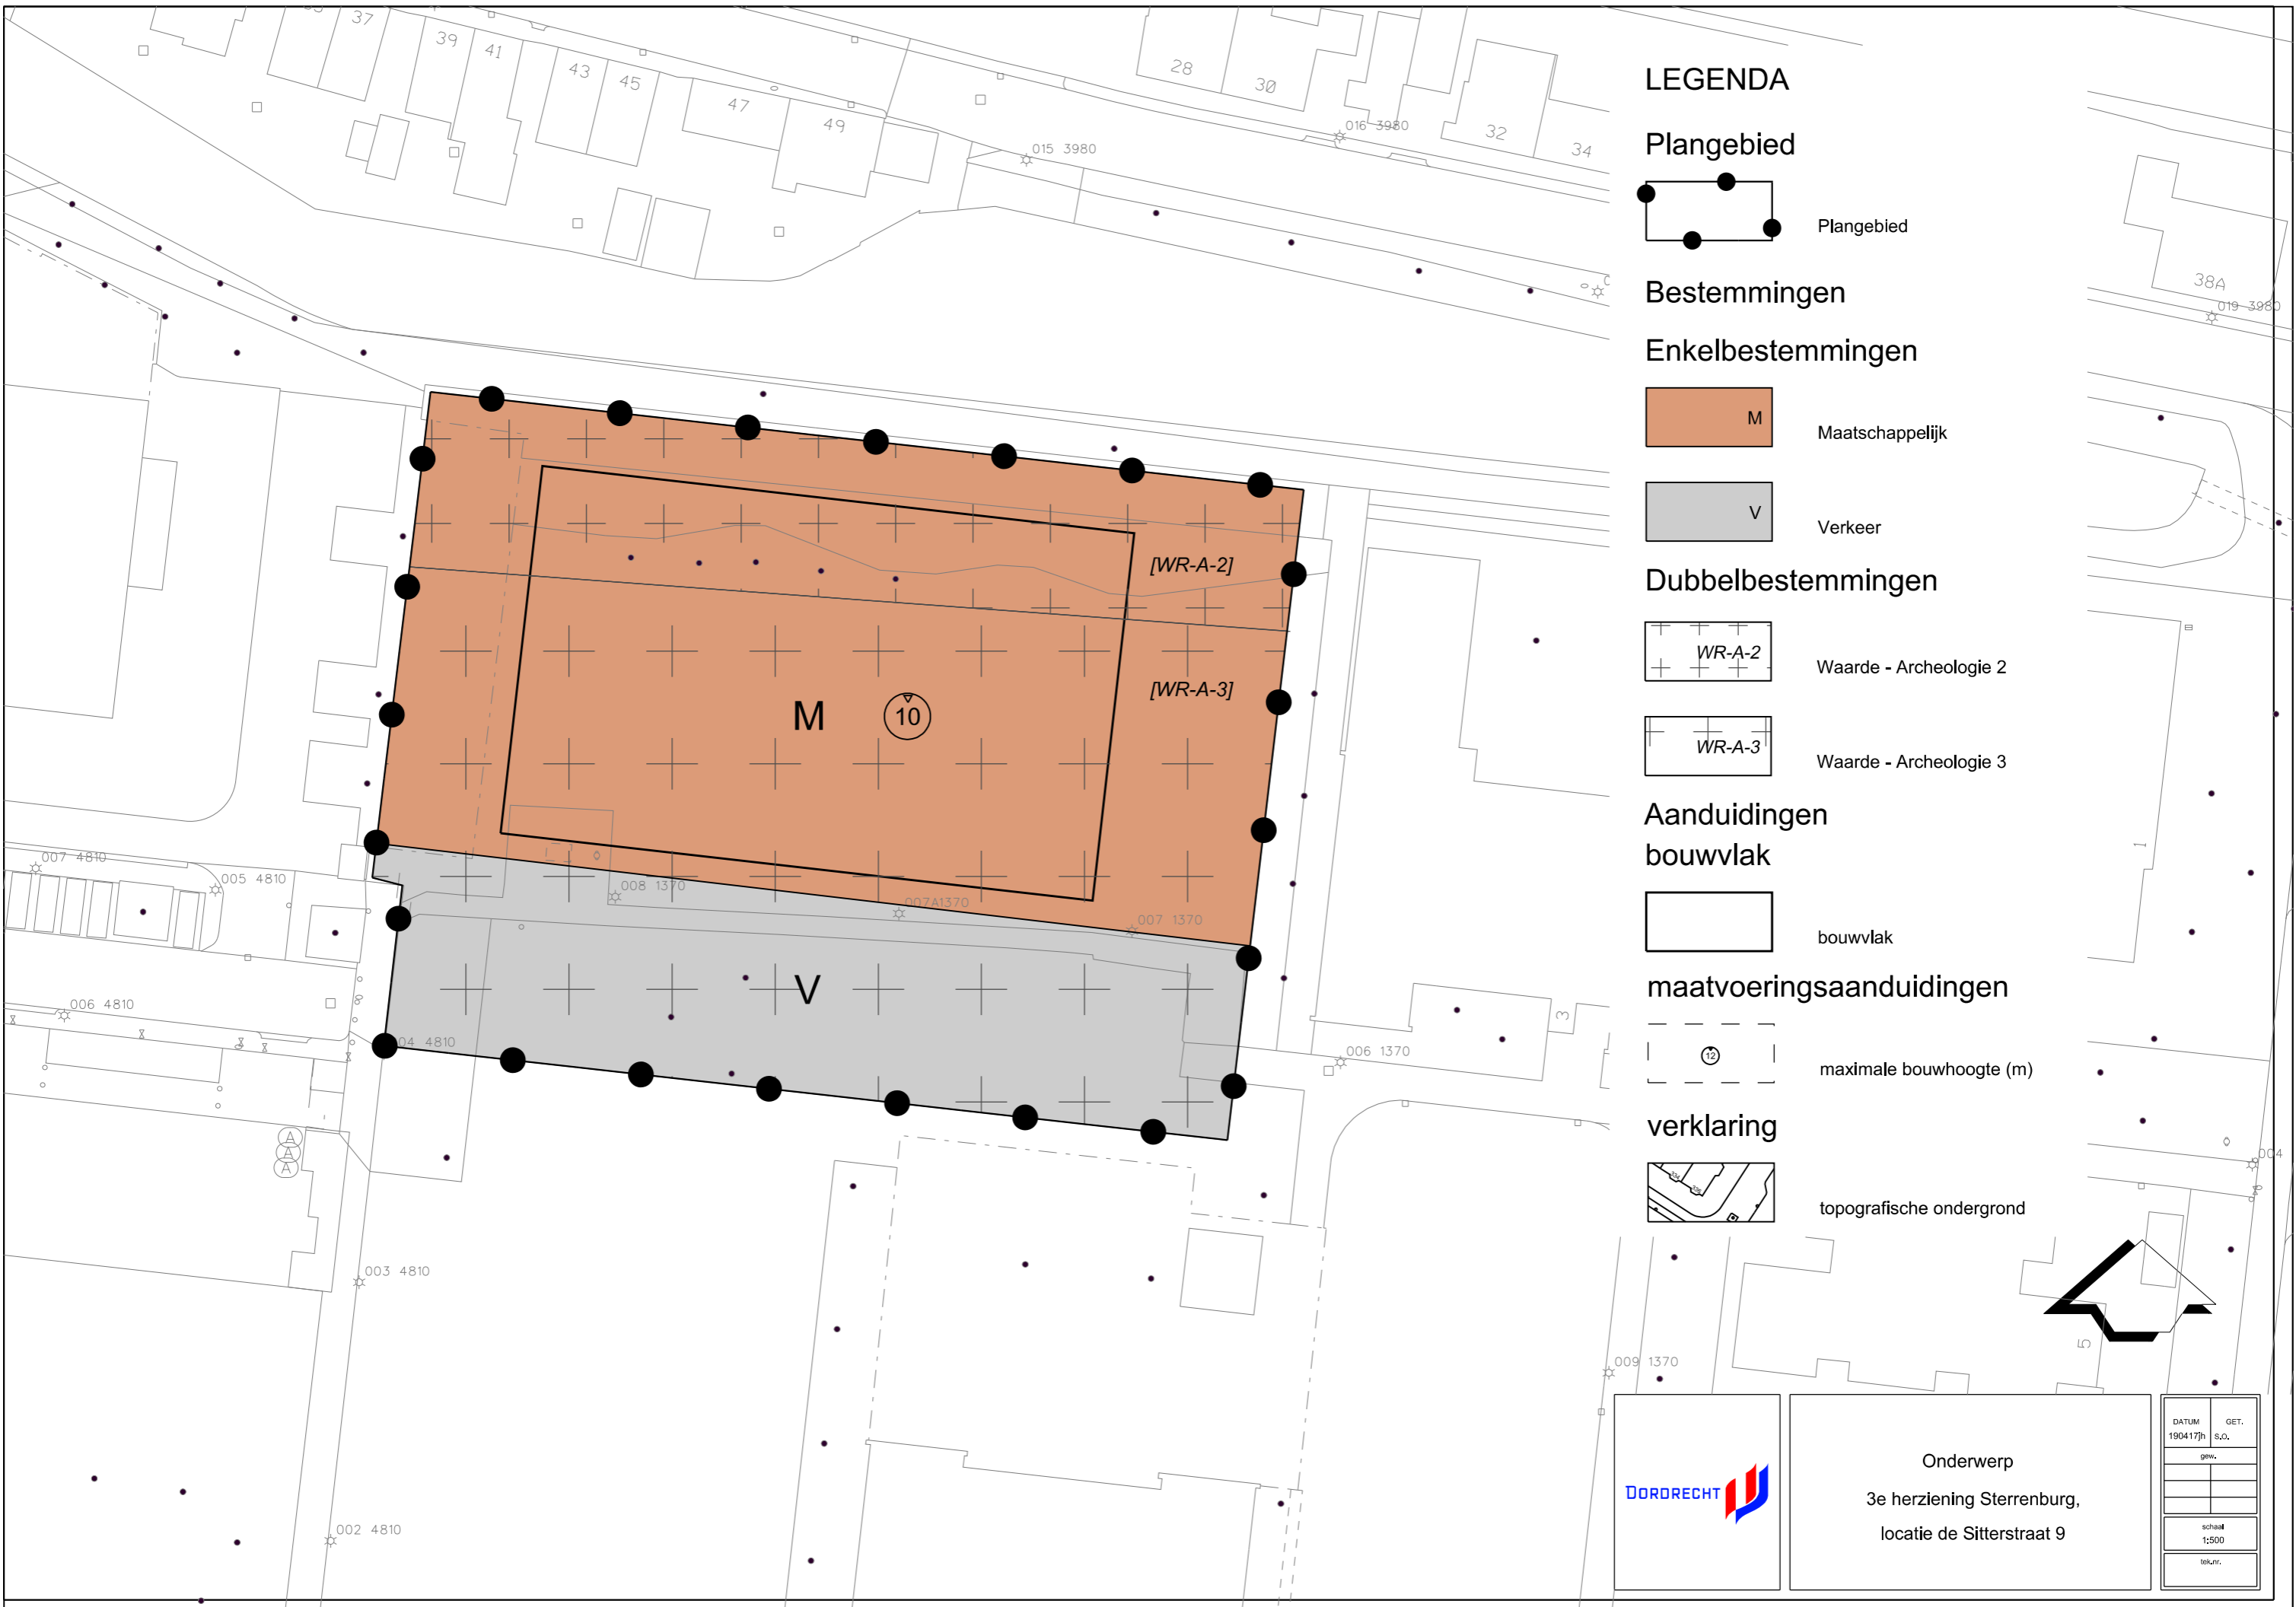 37
39
41
43
45
47
49
28
30
32
34
38A
015 3980
016 3980
019 3980
LEGENDA
Plangebied
Plangebied
Bestemmingen
Enkelbestemmingen
M
Maatschappelijk
V
Verkeer
Dubbelbestemmingen
WR-A-2
Waarde - Archeologie 2
WR-A-3
Waarde - Archeologie 3
Aanduidingen
bouwvlak
bouwvlak
maatvoeringsaanduidingen
12
maximale bouwhoogte (m)
verklaring
topografische ondergrond
[WR-A-2]
[WR-A-3]
M
10
V
007 4810
005 4810
006 4810
04 4810
008 1370
007A1370
007 1370
006 1370
003 4810
002 4810
009 1370
004
A
A
A
1
3
5
DORDRECHT
Onderwerp
3e herziening Sterrenburg,
locatie de Sitterstraat 9
DATUM GET.
190417jh S.O.
gew.
schaal
1:500
tek.nr.